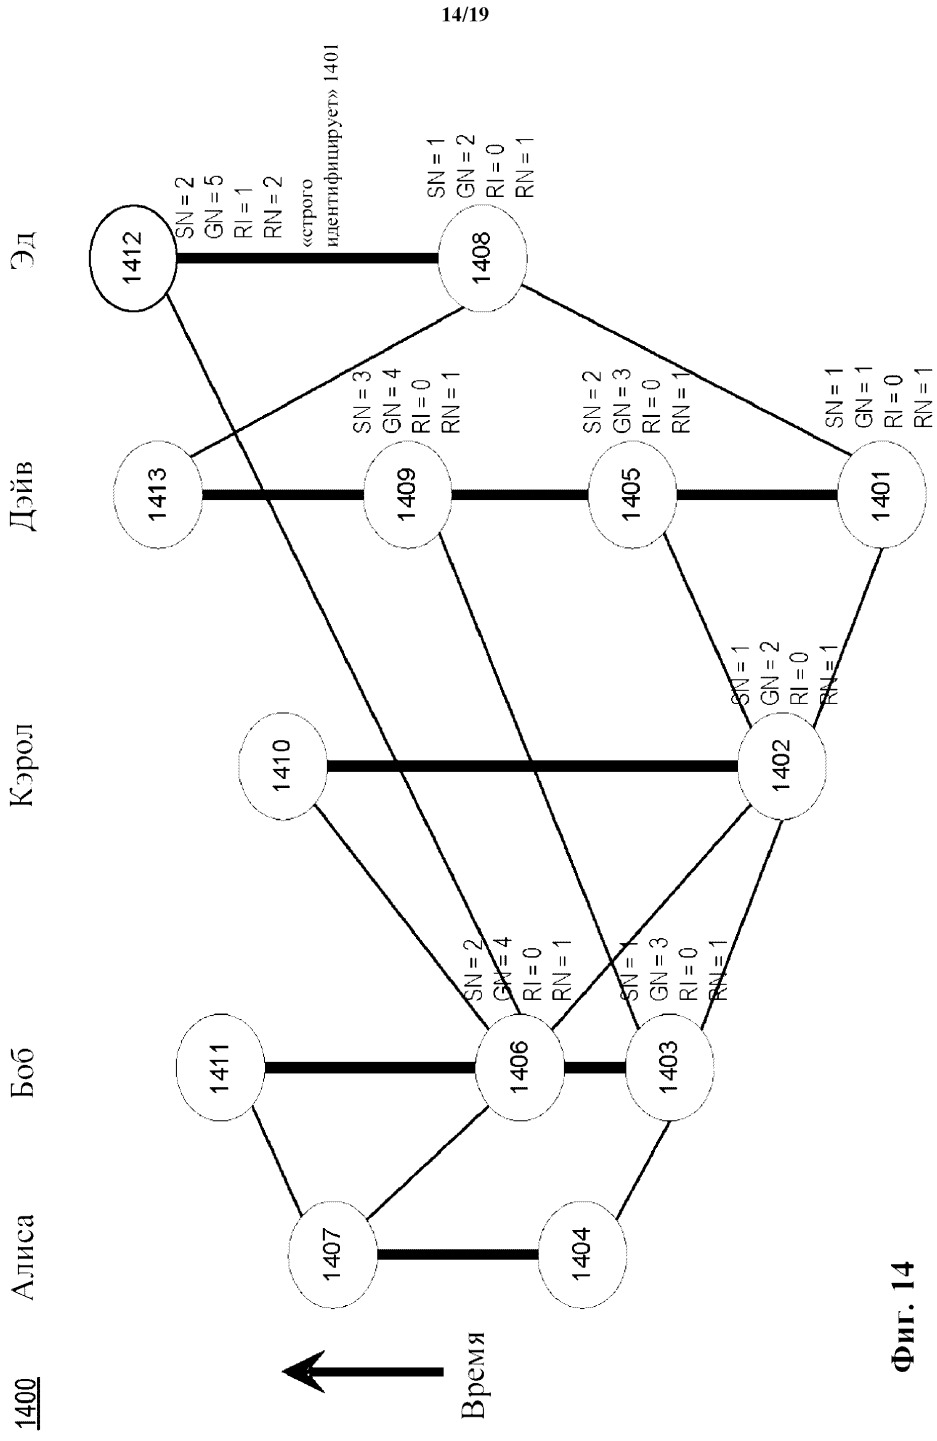 14/19
1400
Алиса
Боб
Кэрол
Дэйв
Эд
1412
SN = 2
GN = 5
RI = 1
RN = 2
«строго
идентифицирует» 1401
1413
1411
1410
1407
1409
SN = 3
GN = 4
RI = 0
RN = 1
1408
SN = 1
GN = 2
RI = 0
RN = 1
1406
SN = 2
GN = 4
RI = 0
RN = 1
1404
1405
SN = 2
GN = 3
RI = 0
RN = 1
1403
SN = 1
GN = 3
RI = 0
RN = 1
1402
SN = 1
GN = 2
RI = 0
RN = 1
1401
SN = 1
GN = 1
RI = 0
RN = 1
Время
Фиг. 14